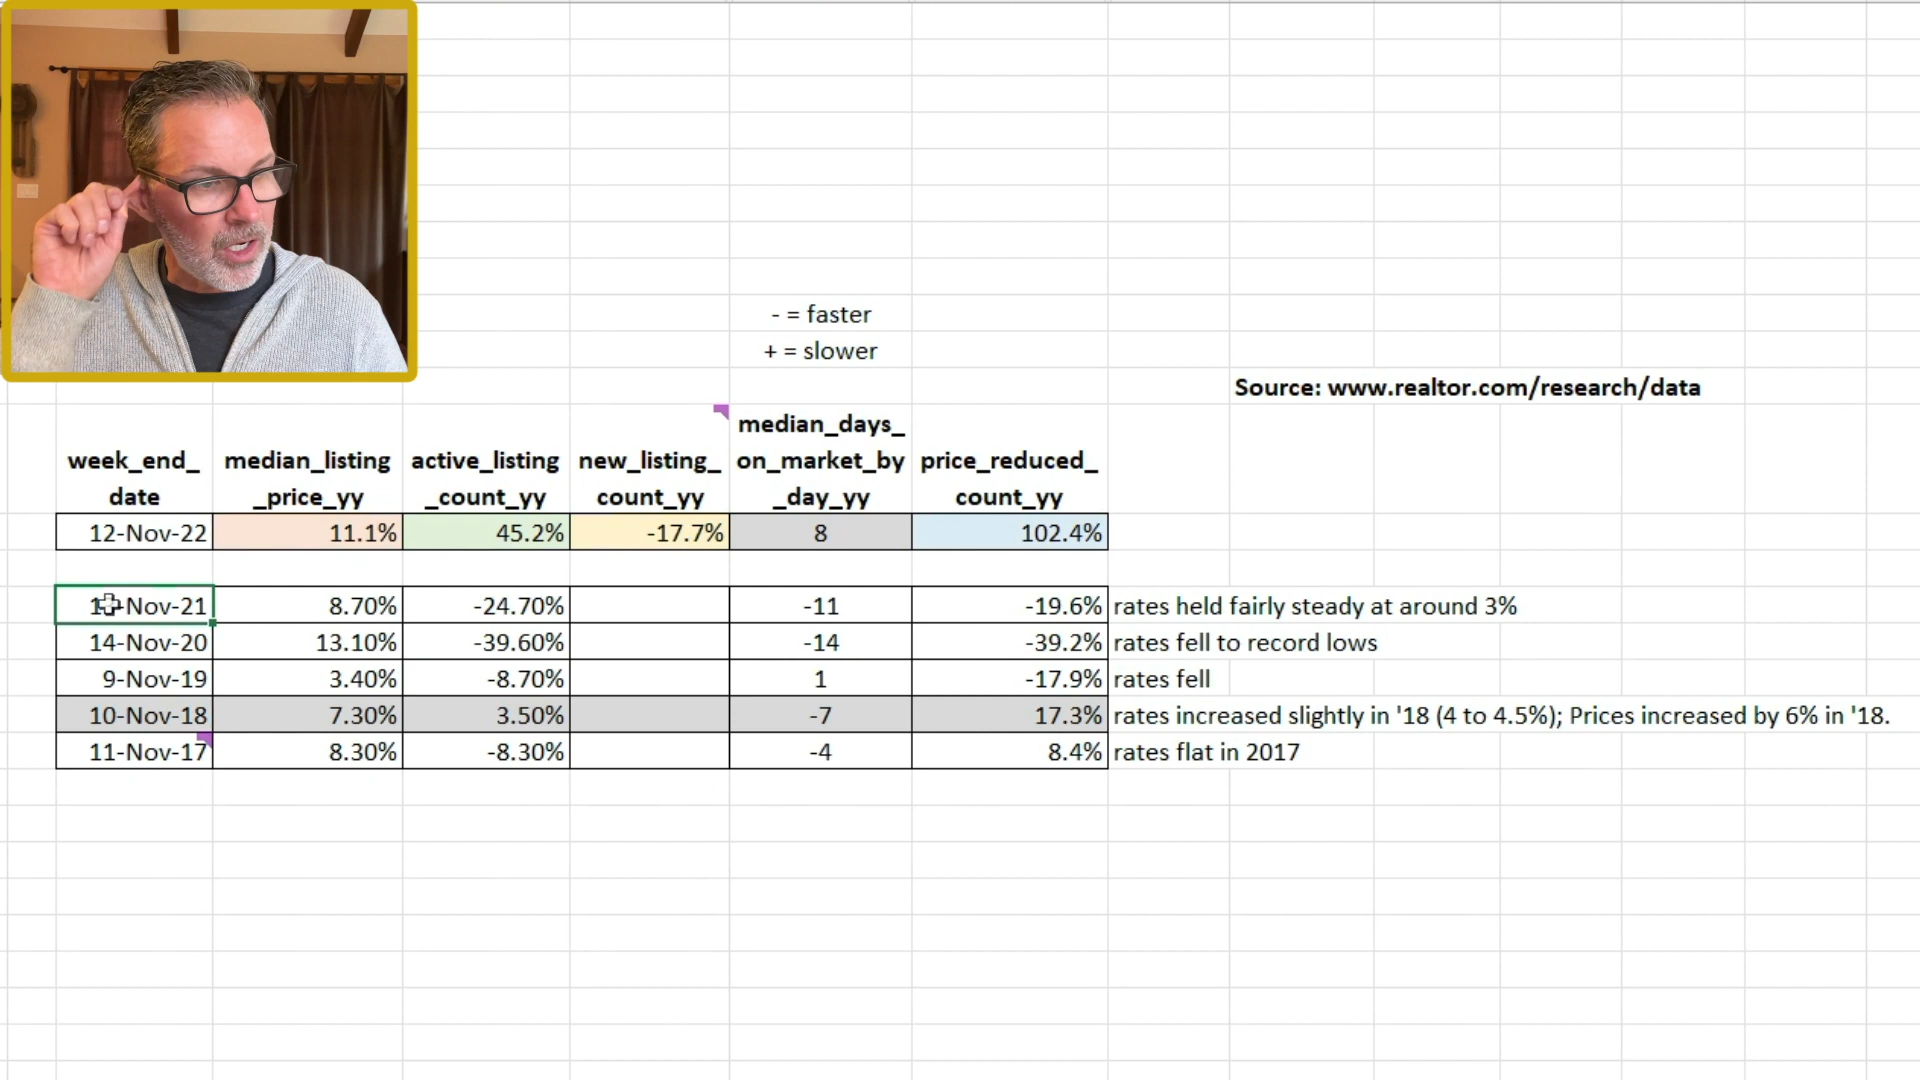 - = faster
+ = slower
Source: www.realtor.com/research/data
week_end_
date
median_listing
_price_yy
active_listing
_count_yy
new_listing_
count_yy
median_days_
on_market_by
_day_yy
price_reduced_
count_yy
12-Nov-22 11.1% 45.2% -17.7% 8 102.4%
-Nov-21 8.70% -24.70% -11 -19.6% rates held fairly steady at around 3%
14-Nov-20 13.10% -39.60% -14 -39.2% rates fell to record lows
9-Nov-19 3.40% -8.70% 1 -17.9% rates fell
10-Nov-18 7.30% 3.50% -7 17.3% rates increased slightly in '18 (4 to 4.5%); Prices increased by 6% in '18.
11-Nov-17 8.30% -8.30% -4 8.4% rates flat in 2017